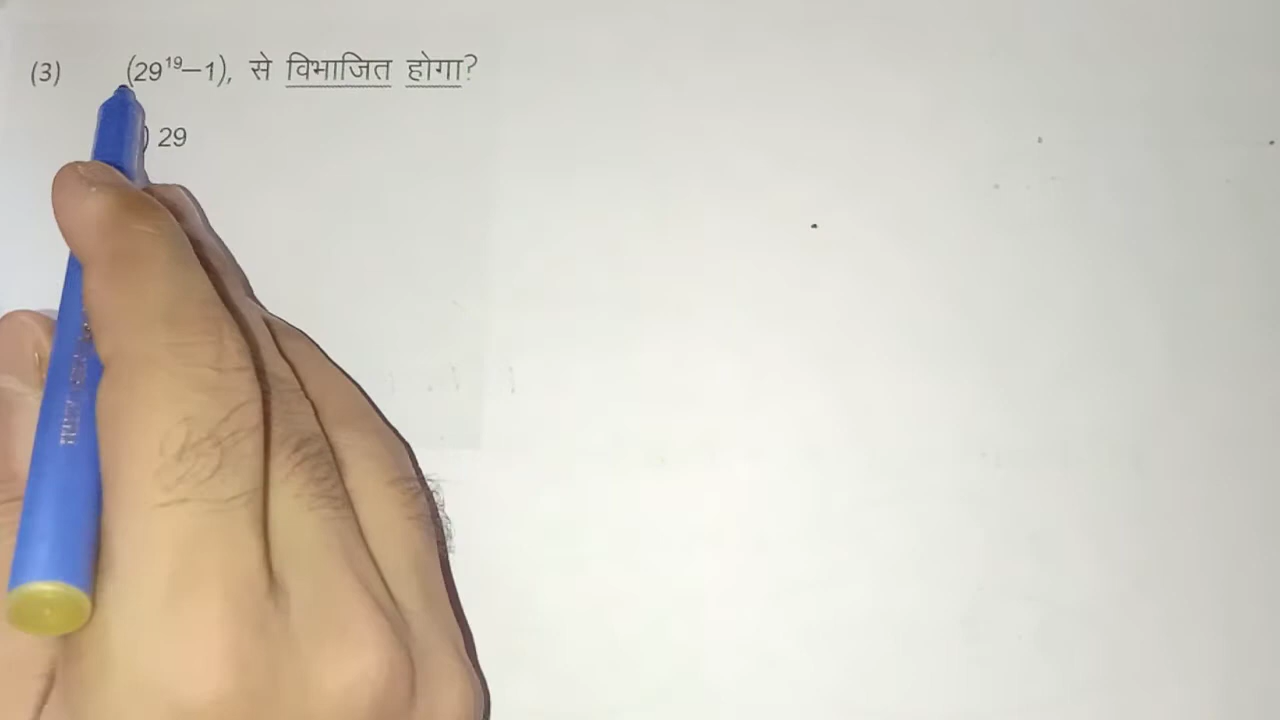 (3) (29¹⁹–1), से विभाजित होगा?
) 29